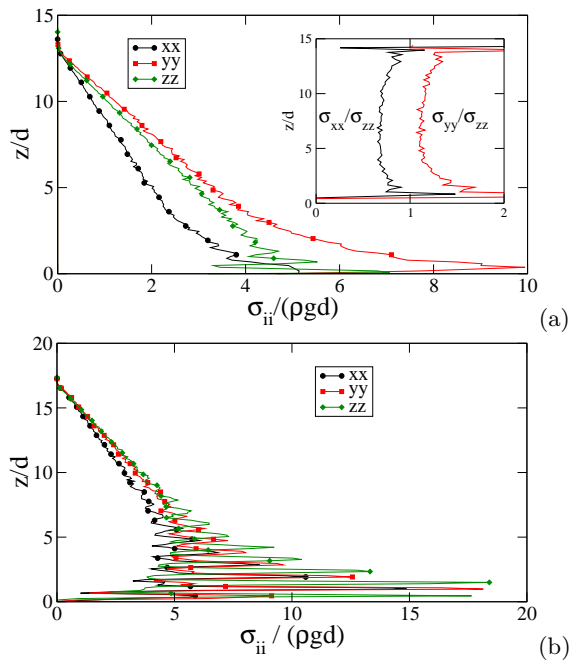 15
10
5
0
z/d
xx
yy
zz
15
10
5
0
z/d
σxx/σzz
σyy/σzz
0
1
2
0 2 4 6 8 10
σii/(ρgd)
(a)
20
15
10
5
0
z/d
xx
yy
zz
0 5 10 15 20
σii / (ρgd)
(b)